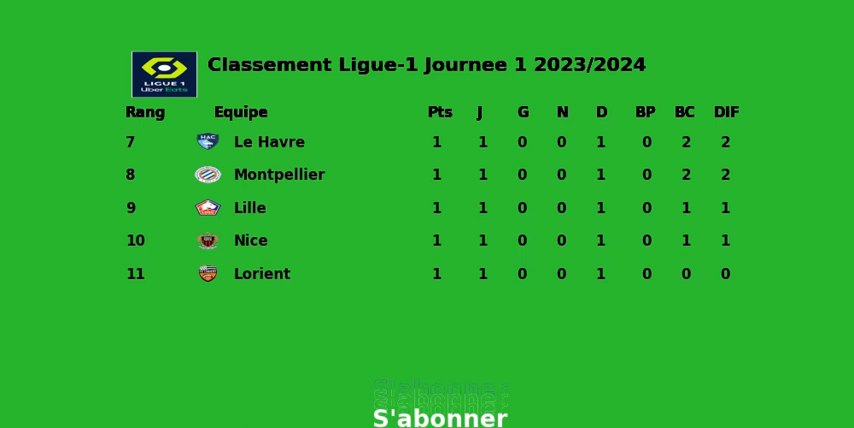 Classement Ligue-1 Journee 1 2023/2024
LIGUE 1
Uber Eats
Rang Equipe Pts J G N D BP BC DIF
7 HAC Le Havre 1 1 0 0 1 0 2 2
8 Montpellier 1 1 0 0 1 0 2 2
9 Lille 1 1 0 0 1 0 1 1
10 Nice 1 1 0 0 1 0 1 1
11 Lorient 1 1 0 0 1 0 0 0
S'abonner